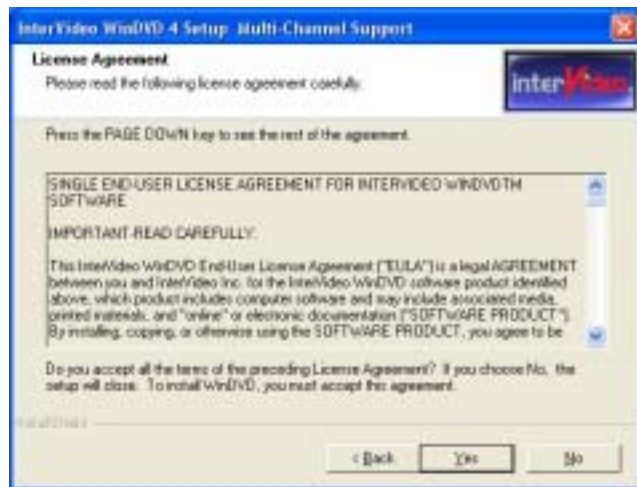 InterVideo WinDVD 4 Setup Multi-Channel Support
License Agreement
Please read the following license agreement carefully.
interVideo
Press the PAGE DOWN key to see the rest of the agreement.
SINGLE END-USER LICENSE AGREEMENT FOR INTERVIDEO WINDVDTM
SOFTWARE
IMPORTANT-READ CAREFULLY:
This InterVideo WinDVD End-User License Agreement ("EULA") is a legal AGREEMENT
between you and InterVideo Inc. for the InterVideo WinDVD software product identified
above, which product includes computer software and may include associated media,
printed materials, and "online" or electronic documentation ("SOFTWARE PRODUCT").
By installing, copying, or otherwise using the SOFTWARE PRODUCT, you agree to be
Do you accept all the terms of the preceding License Agreement? If you choose No, the
setup will close. To install WinDVD, you must accept this agreement.
InstallShield
< Back
Yes
No